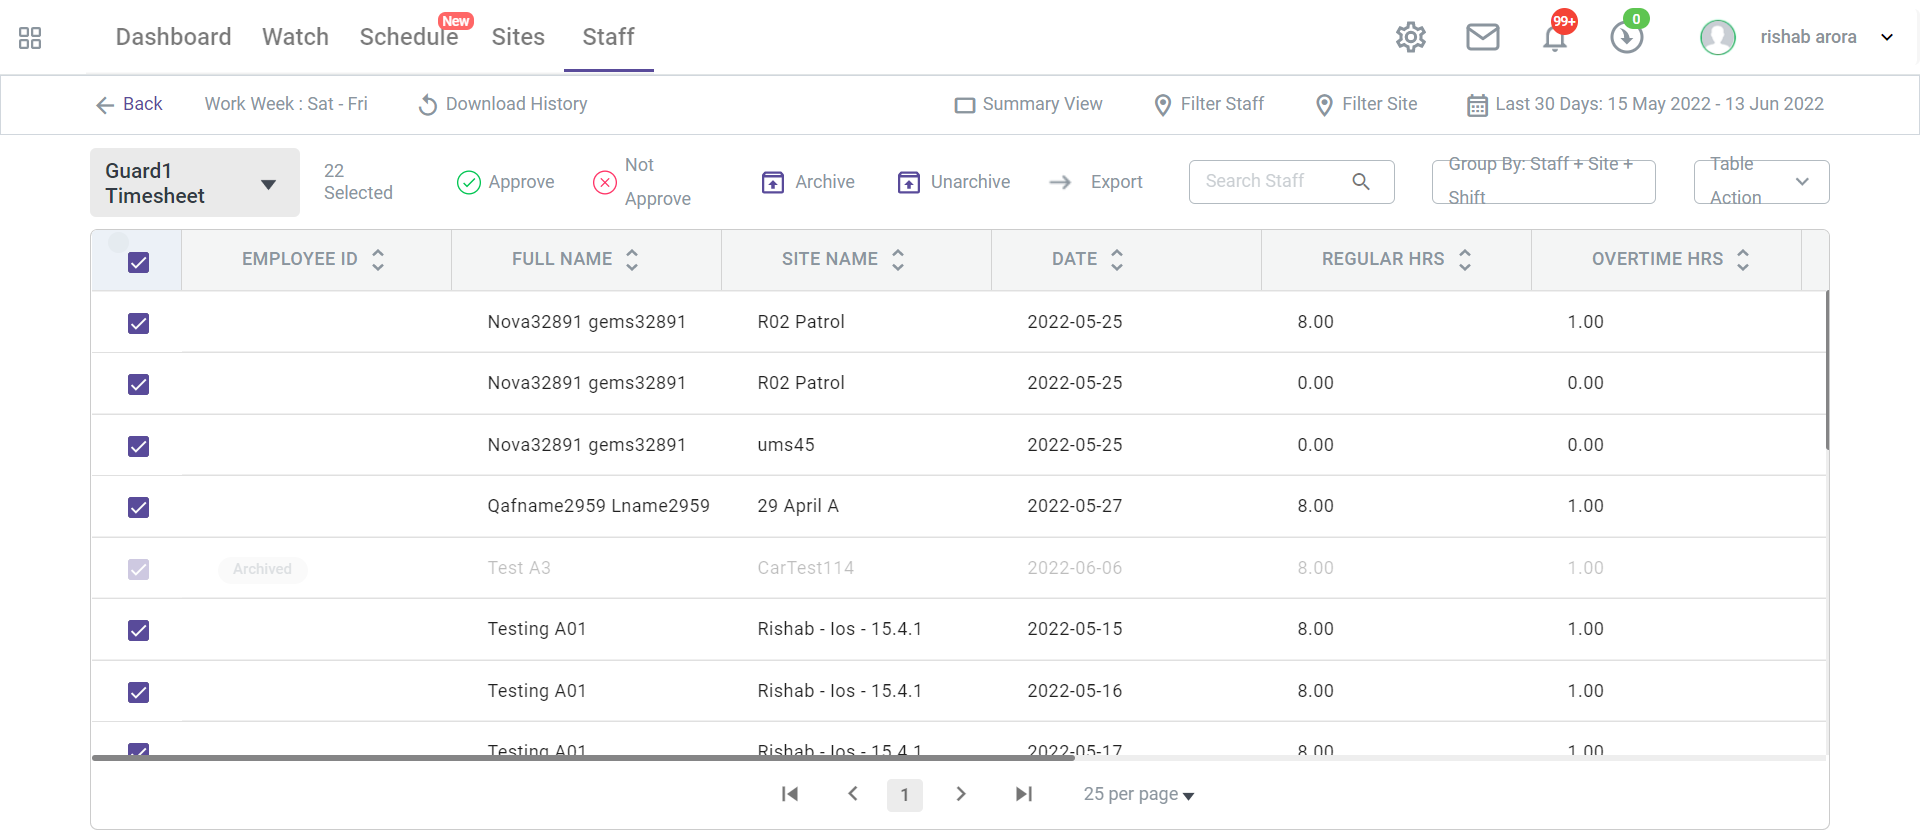 Dashboard Watch Schedule New Sites Staff 99+ 0 rishab arora
Back Work Week : Sat - Fri Download History Summary View Filter Staff Filter Site Last 30 Days: 15 May 2022 - 13 Jun 2022
Guard1
Timesheet
22
Selected
Approve
Not
Approve
Archive
Unarchive
Export
Search Staff
Group By: Staff + Site +
Shift
Table
Action
EMPLOYEE ID FULL NAME SITE NAME DATE REGULAR HRS OVERTIME HRS
Nova32891 gems32891 R02 Patrol 2022-05-25 8.00 1.00
Nova32891 gems32891 R02 Patrol 2022-05-25 0.00 0.00
Nova32891 gems32891 ums45 2022-05-25 0.00 0.00
Qafname2959 Lname2959 29 April A 2022-05-27 8.00 1.00
Archived Test A3 CarTest114 2022-06-06 8.00 1.00
Testing A01 Rishab - Ios - 15.4.1 2022-05-15 8.00 1.00
Testing A01 Rishab - Ios - 15.4.1 2022-05-16 8.00 1.00
Testing A01 Rishab - Ios - 15.4.1 2022-05-17 8.00 1.00
1 25 per page